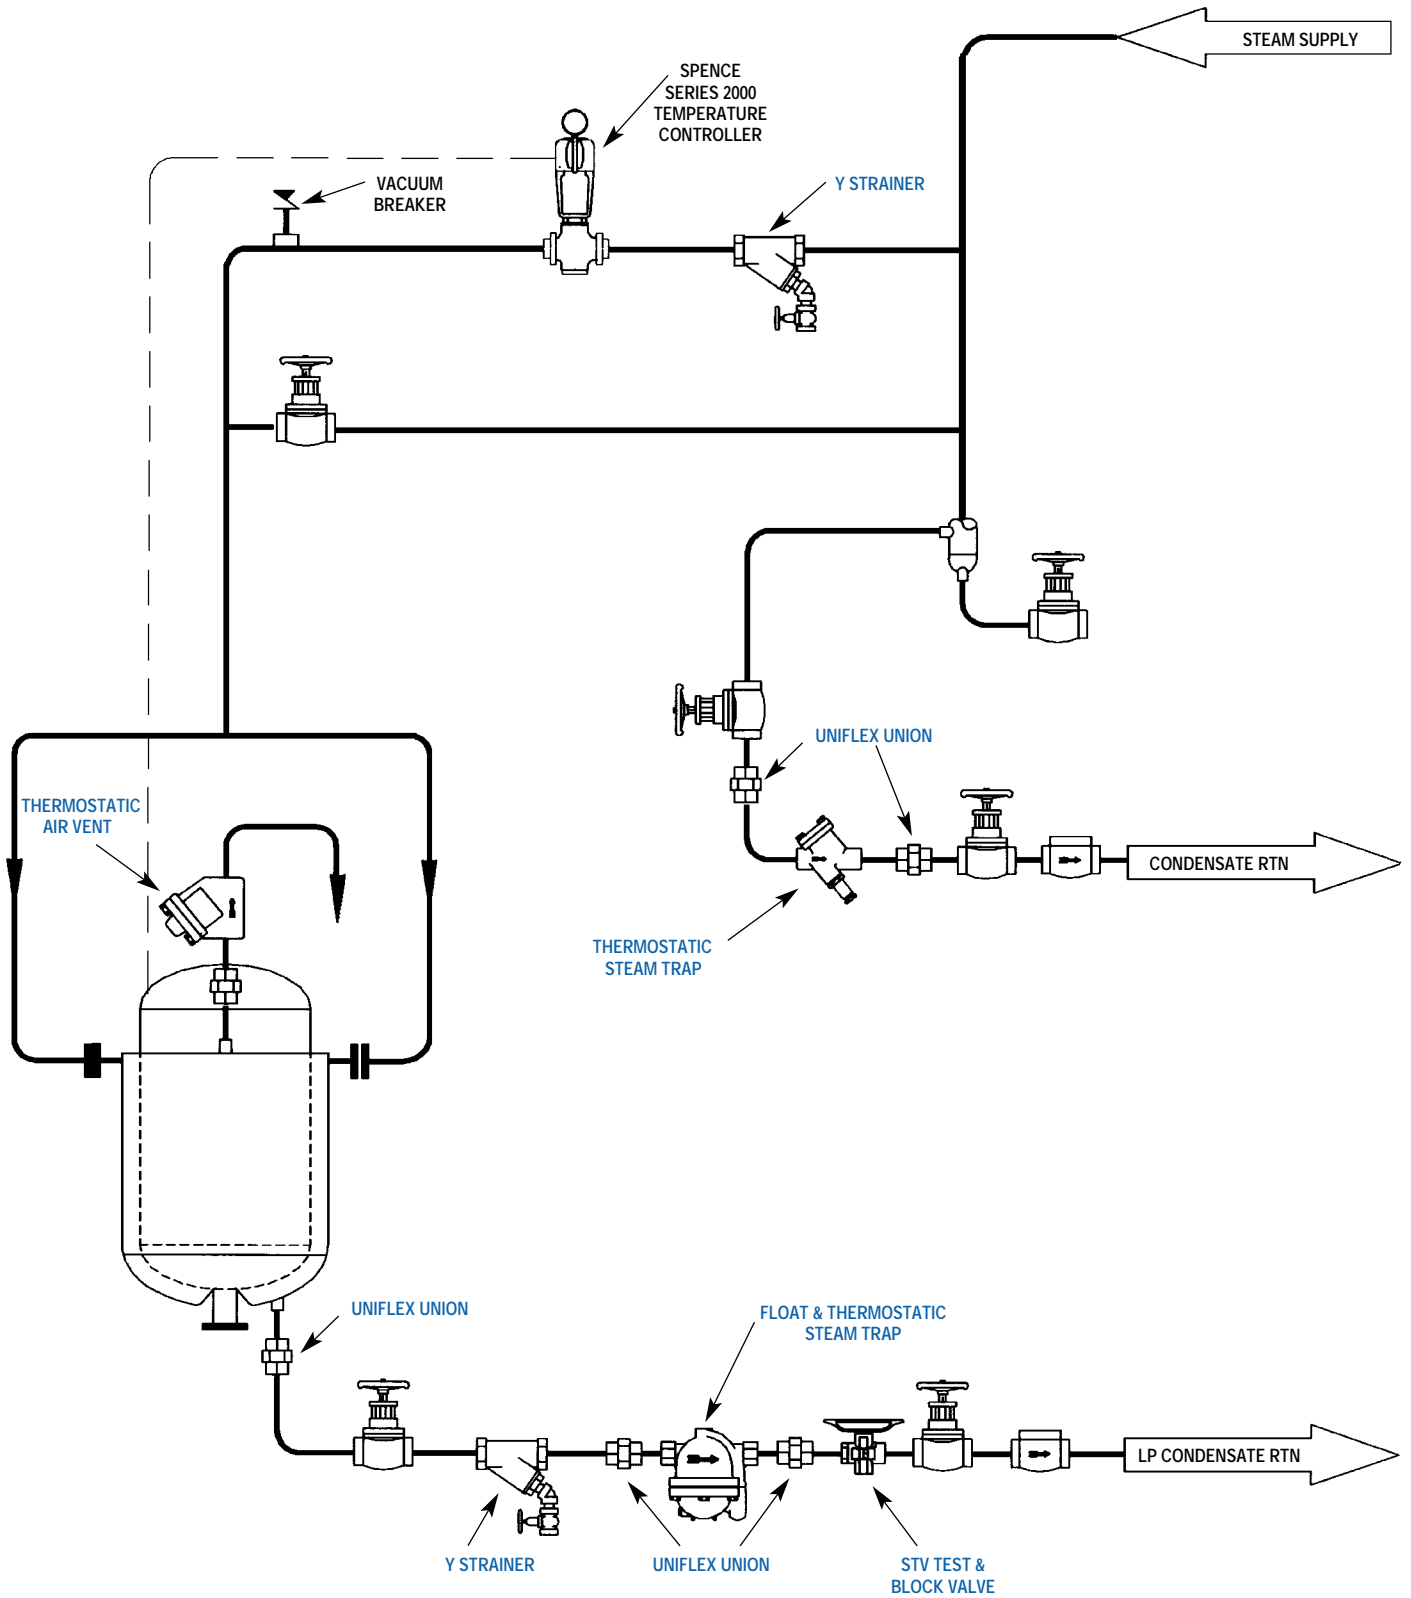 STEAM SUPPLY
SPENCE
SERIES 2000
TEMPERATURE
CONTROLLER
VACUUM
BREAKER
Y STRAINER
UNIFLEX UNION
THERMOSTATIC
AIR VENT
CONDENSATE RTN
THERMOSTATIC
STEAM TRAP
UNIFLEX UNION
FLOAT & THERMOSTATIC
STEAM TRAP
LP CONDENSATE RTN
Y STRAINER
UNIFLEX UNION
STV TEST &
BLOCK VALVE